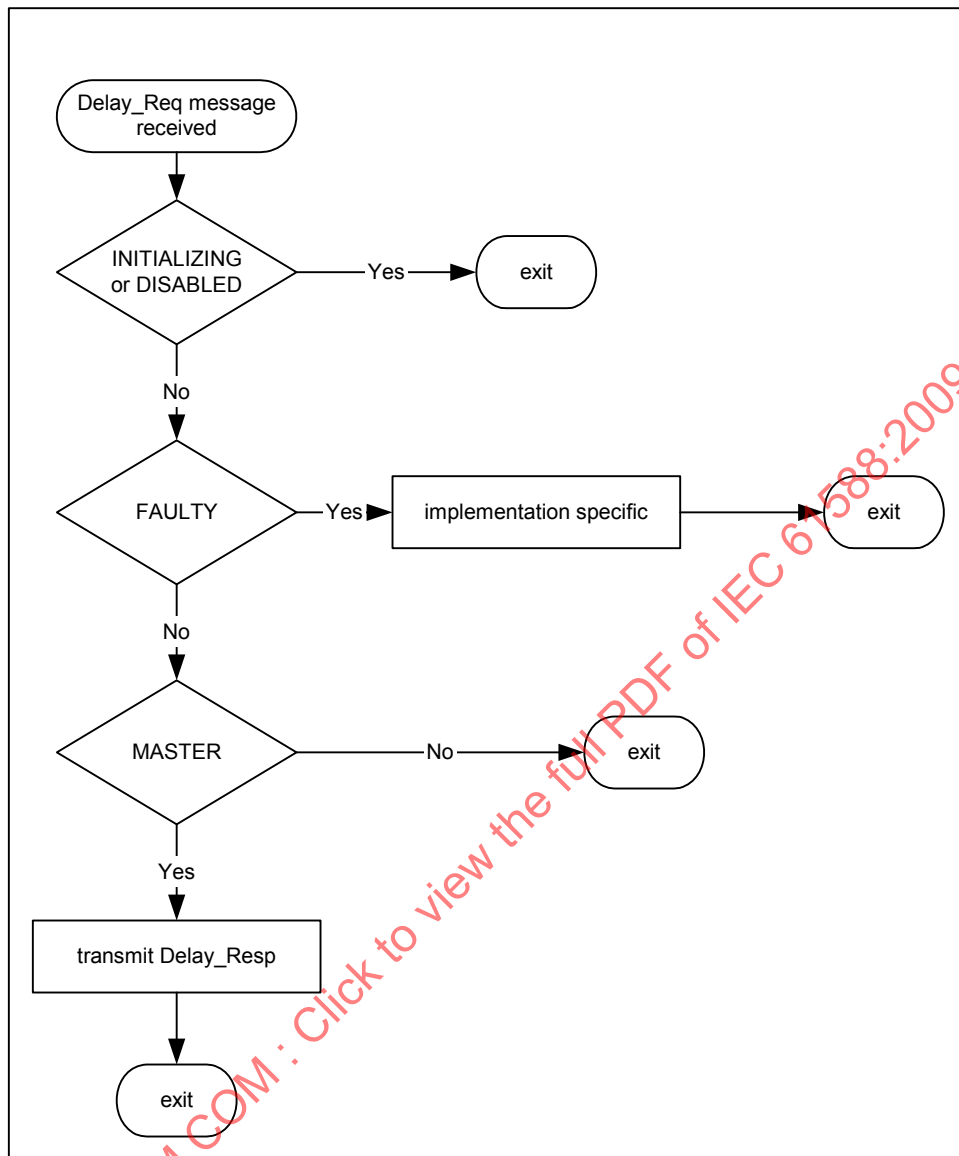 Delay_Req message
received
INITIALIZING
or DISABLED
Yes
exit
No
FAULTY
Yes
implementation specific
exit
No
MASTER
No
exit
Yes
transmit Delay_Resp
exit
COM : Click to view the full PDF of IEC 61588:2009